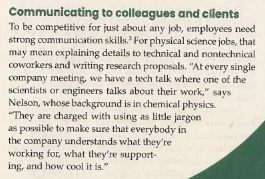 Communicating to colleagues and clients
To be competitive for just about any job, employees need
strong communication skills.³ For physical science jobs, that
may mean explaining details to technical and nontechnical
coworkers and writing research proposals. "At every single
company meeting, we have a tech talk where one of the
scientists or engineers talks about their work," says
Nelson, whose background is in chemical physics.
"They are charged with using as little jargon
as possible to make sure that everybody in
the company understands what they're
working for, what they're support-
ing, and how cool it is."